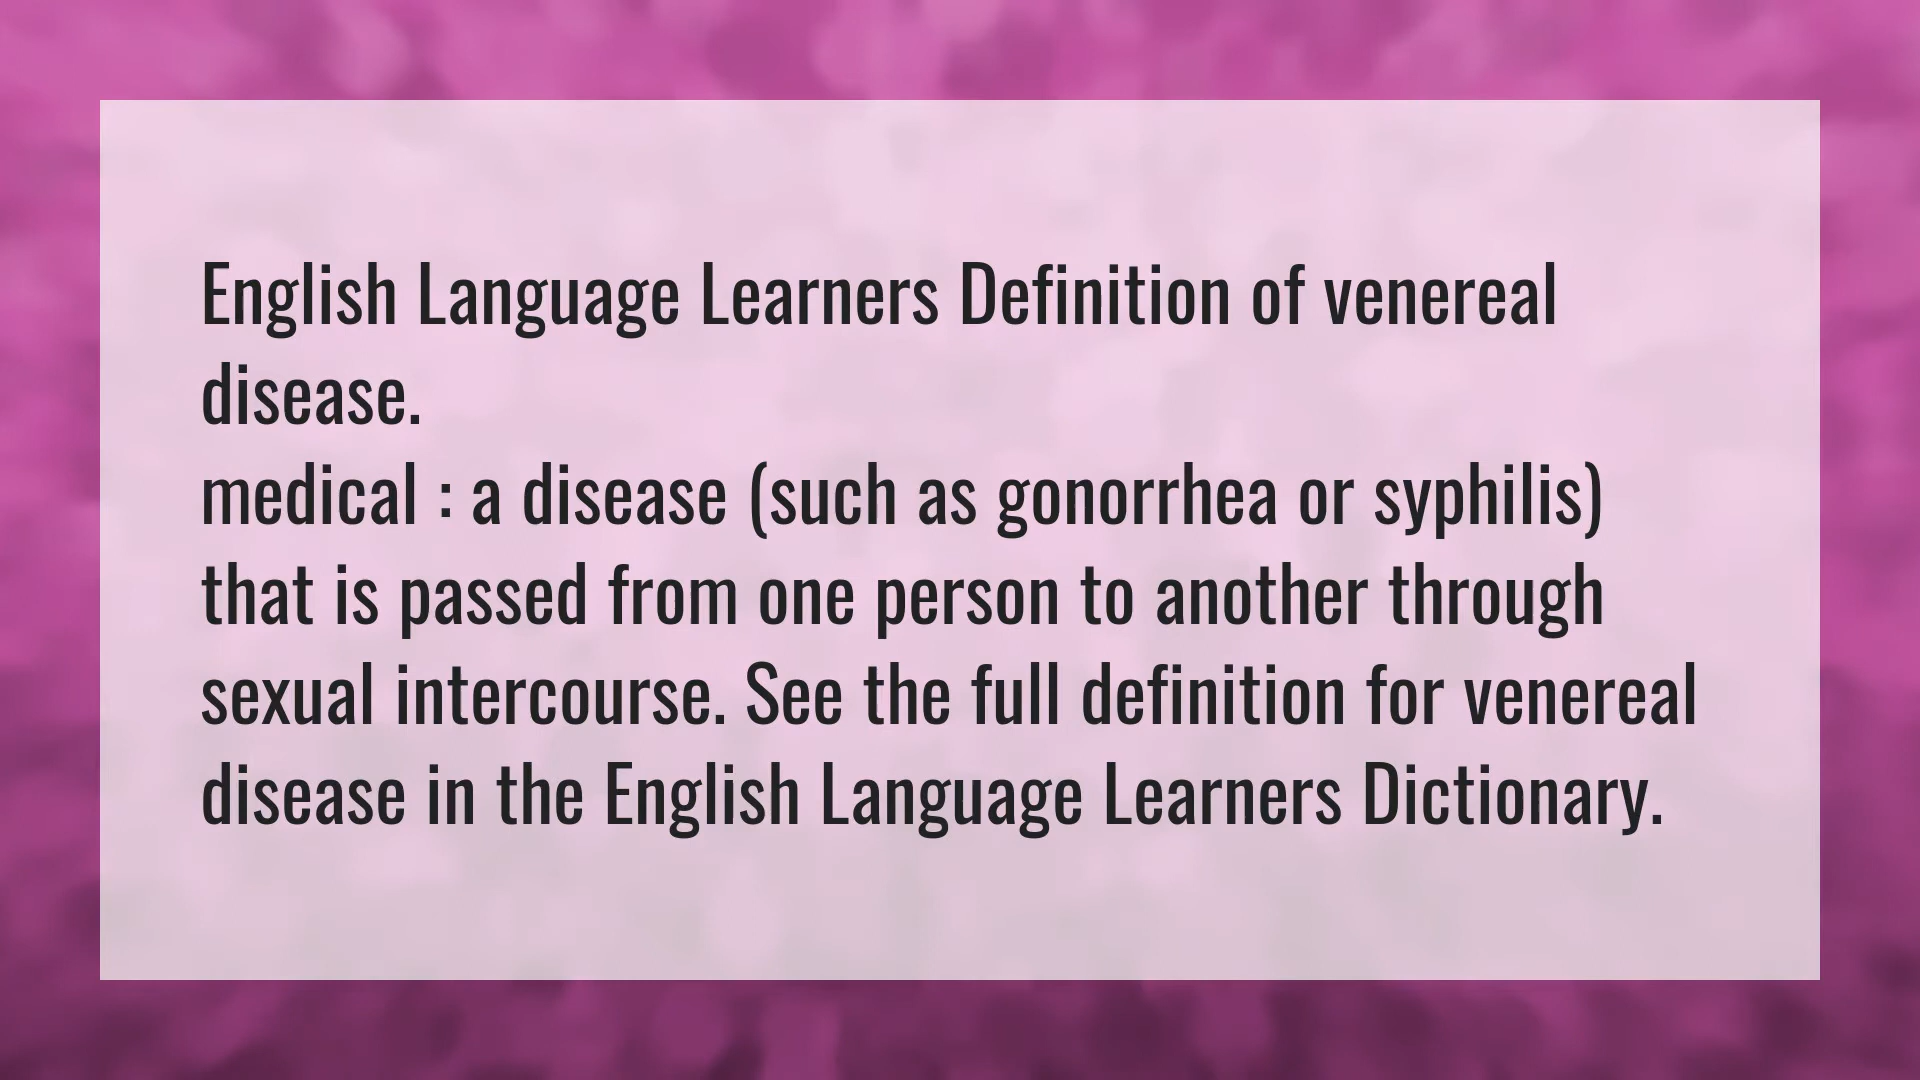 English Language Learners Definition of venereal
disease.
medical : a disease (such as gonorrhea or syphilis)
that is passed from one person to another through
sexual intercourse. See the full definition for venereal
disease in the English Language Learners Dictionary.